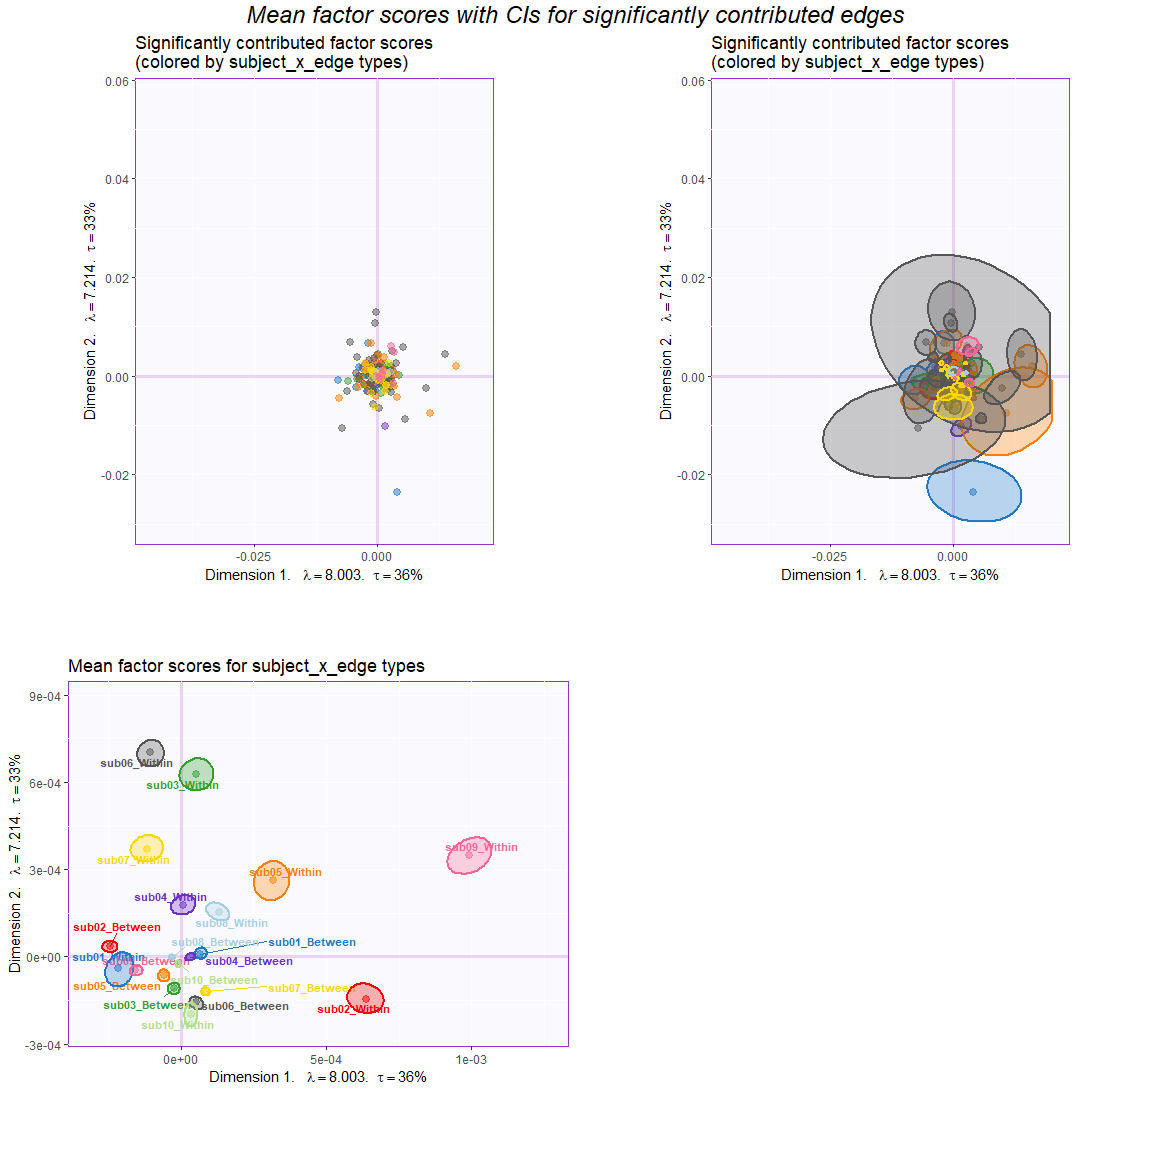 Mean factor scores with CIs for significantly contributed edges
Significantly contributed factor scores
(colored by subject_x_edge types)
0.06
0.04
0.02
0.00
-0.02
-0.025
0.000
Dimension 2. λ = 7.214. τ = 33%
Dimension 1. λ = 8.003. τ = 36%
Significantly contributed factor scores
(colored by subject_x_edge types)
0.06
0.04
0.02
0.00
-0.02
-0.025
0.000
Dimension 2. λ = 7.214. τ = 33%
Dimension 1. λ = 8.003. τ = 36%
Mean factor scores for subject_x_edge types
9e-04
6e-04
3e-04
0e+00
-3e-04
sub06_Within
sub03_Within
sub07_Within
sub09_Within
sub05_Within
sub04_Within
sub08_Within
sub02_Between
sub08_Between
sub01_Between
sub01_Within
sub09_Between
sub04_Between
sub10_Between
sub05_Between
sub07_Between
sub03_Between
sub06_Between
sub02_Within
sub10_Within
0e+00
5e-04
1e-03
Dimension 2. λ = 7.214. τ = 33%
Dimension 1. λ = 8.003. τ = 36%